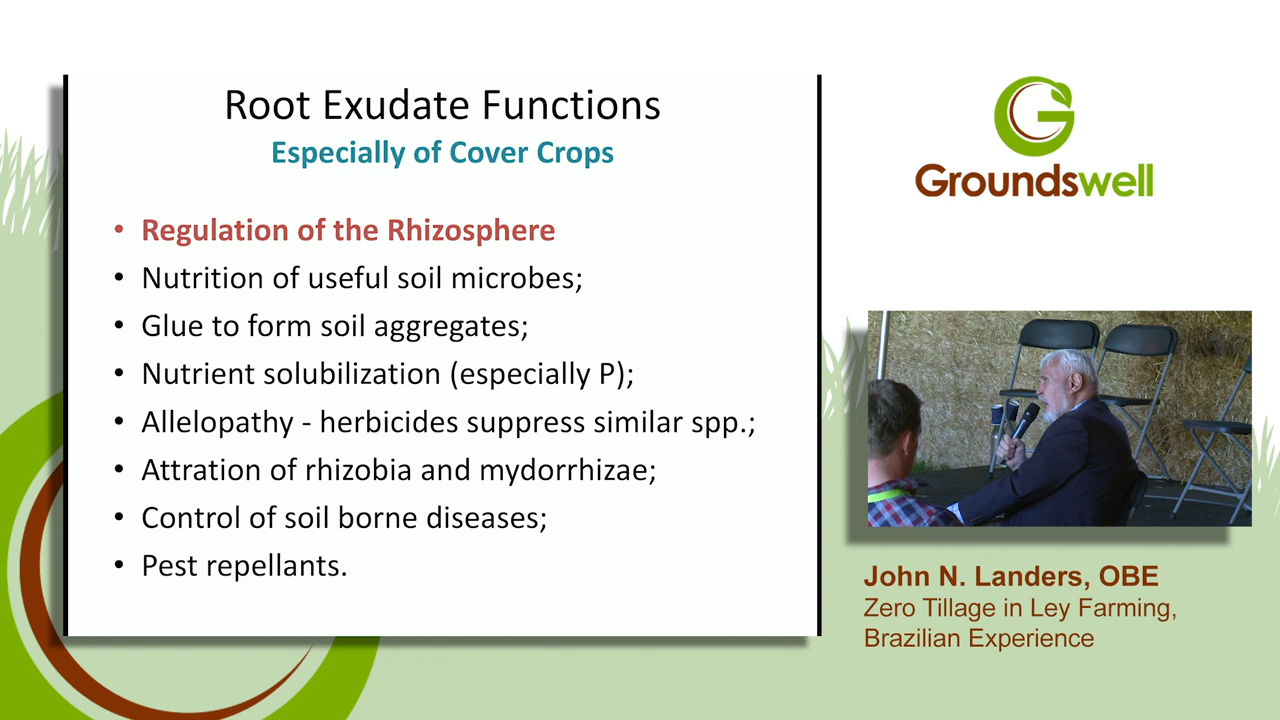 Root Exudate Functions
Especially of Cover Crops
• Regulation of the Rhizosphere
• Nutrition of useful soil microbes;
• Glue to form soil aggregates;
• Nutrient solubilization (especially P);
• Allelopathy - herbicides suppress similar spp.;
• Attration of rhizobia and mydorrhizae;
• Control of soil borne diseases;
• Pest repellants.
Groundswell
John N. Landers, OBE
Zero Tillage in Ley Farming,
Brazilian Experience